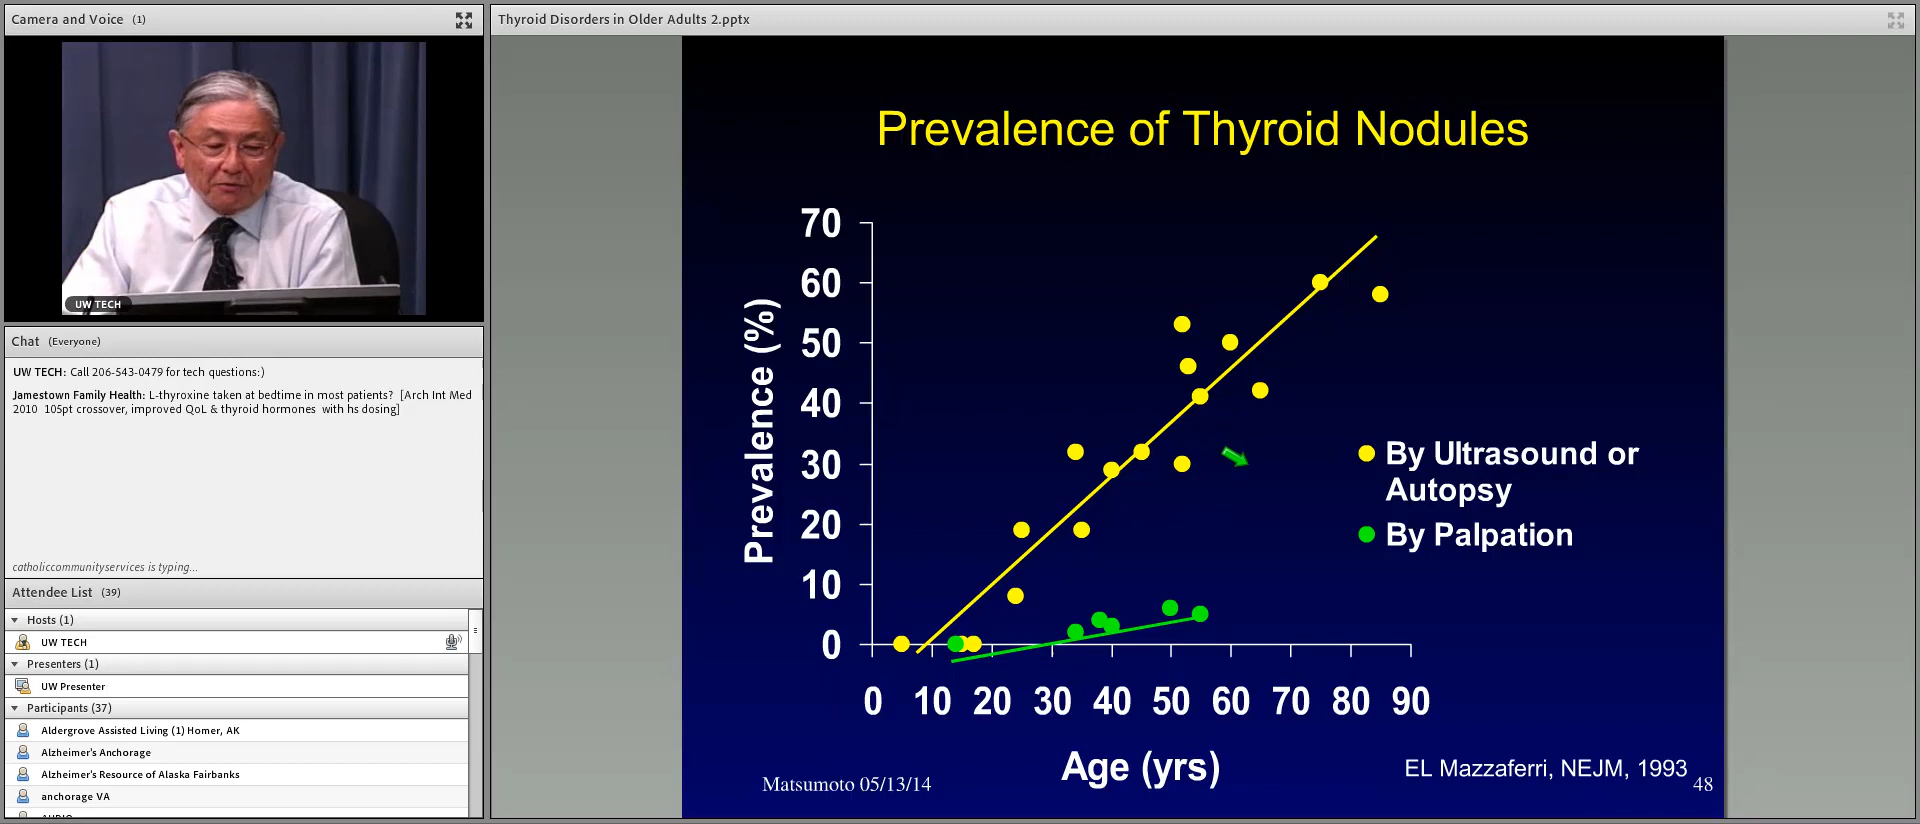 Camera and Voice (1)
UW TECH
Chat (Everyone)
UW TECH: Call 206-543-0479 for tech questions:)
Jamestown Family Health: L-thyroxine taken at bedtime in most patients? [Arch Int Med
2010 105pt crossover, improved QoL & thyroid hormones with hs dosing]
catholiccommunityservices is typing...
Attendee List (39)
Hosts (1)
UW TECH
Presenters (1)
UW Presenter
Participants (37)
Aldergrove Assisted Living (1) Homer, AK
Alzheimer's Anchorage
Alzheimer's Resource of Alaska Fairbanks
anchorage VA
Thyroid Disorders in Older Adults 2.pptx
Prevalence of Thyroid Nodules
Prevalence (%)
70
60
50
40
30
20
10
0
0 10 20 30 40 50 60 70 80 90
Age (yrs)
By Ultrasound or
Autopsy
By Palpation
Matsumoto 05/13/14
EL Mazzaferri, NEJM, 1993
48